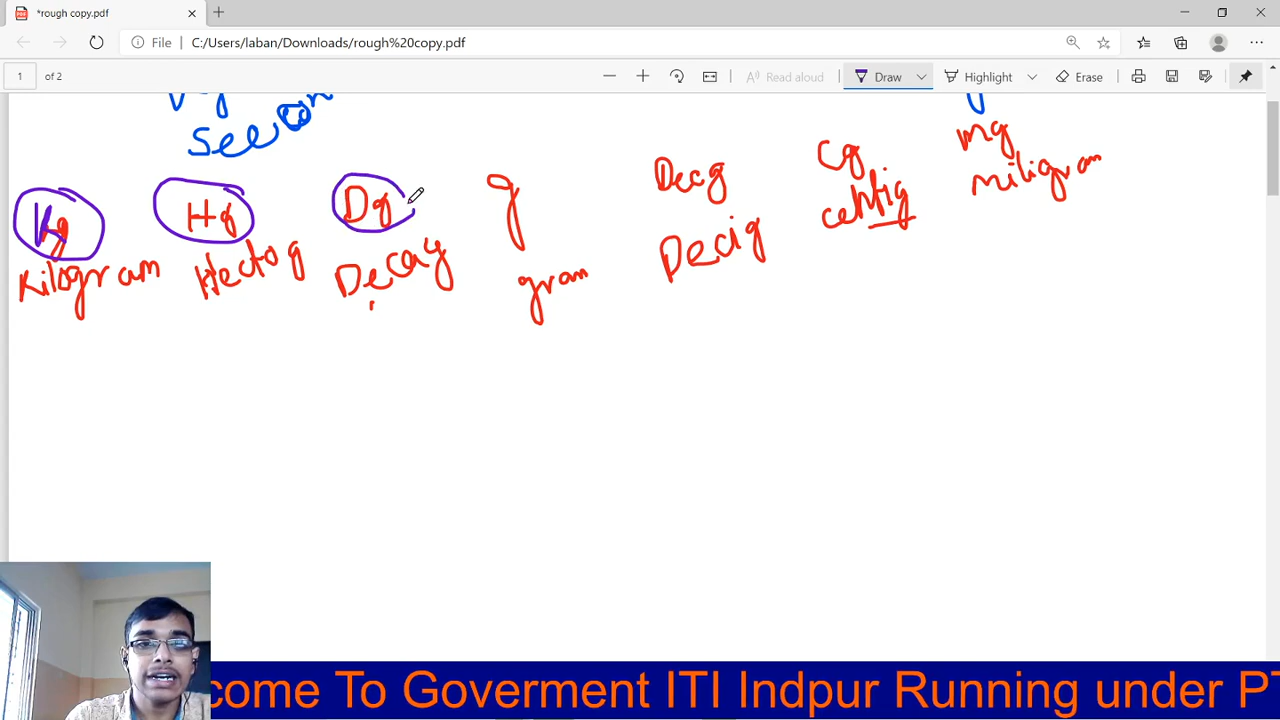 *rough copy.pdf
File
C:/Users/laban/Downloads/rough%20copy.pdf
1 of 2
Read aloud
Draw
Highlight
Erase
See
Kg Hg Dg g Decg Cg mg
Kilogram Hectog Decag gram Decig centig miligram
come To Goverment ITI Indpur Running under PT